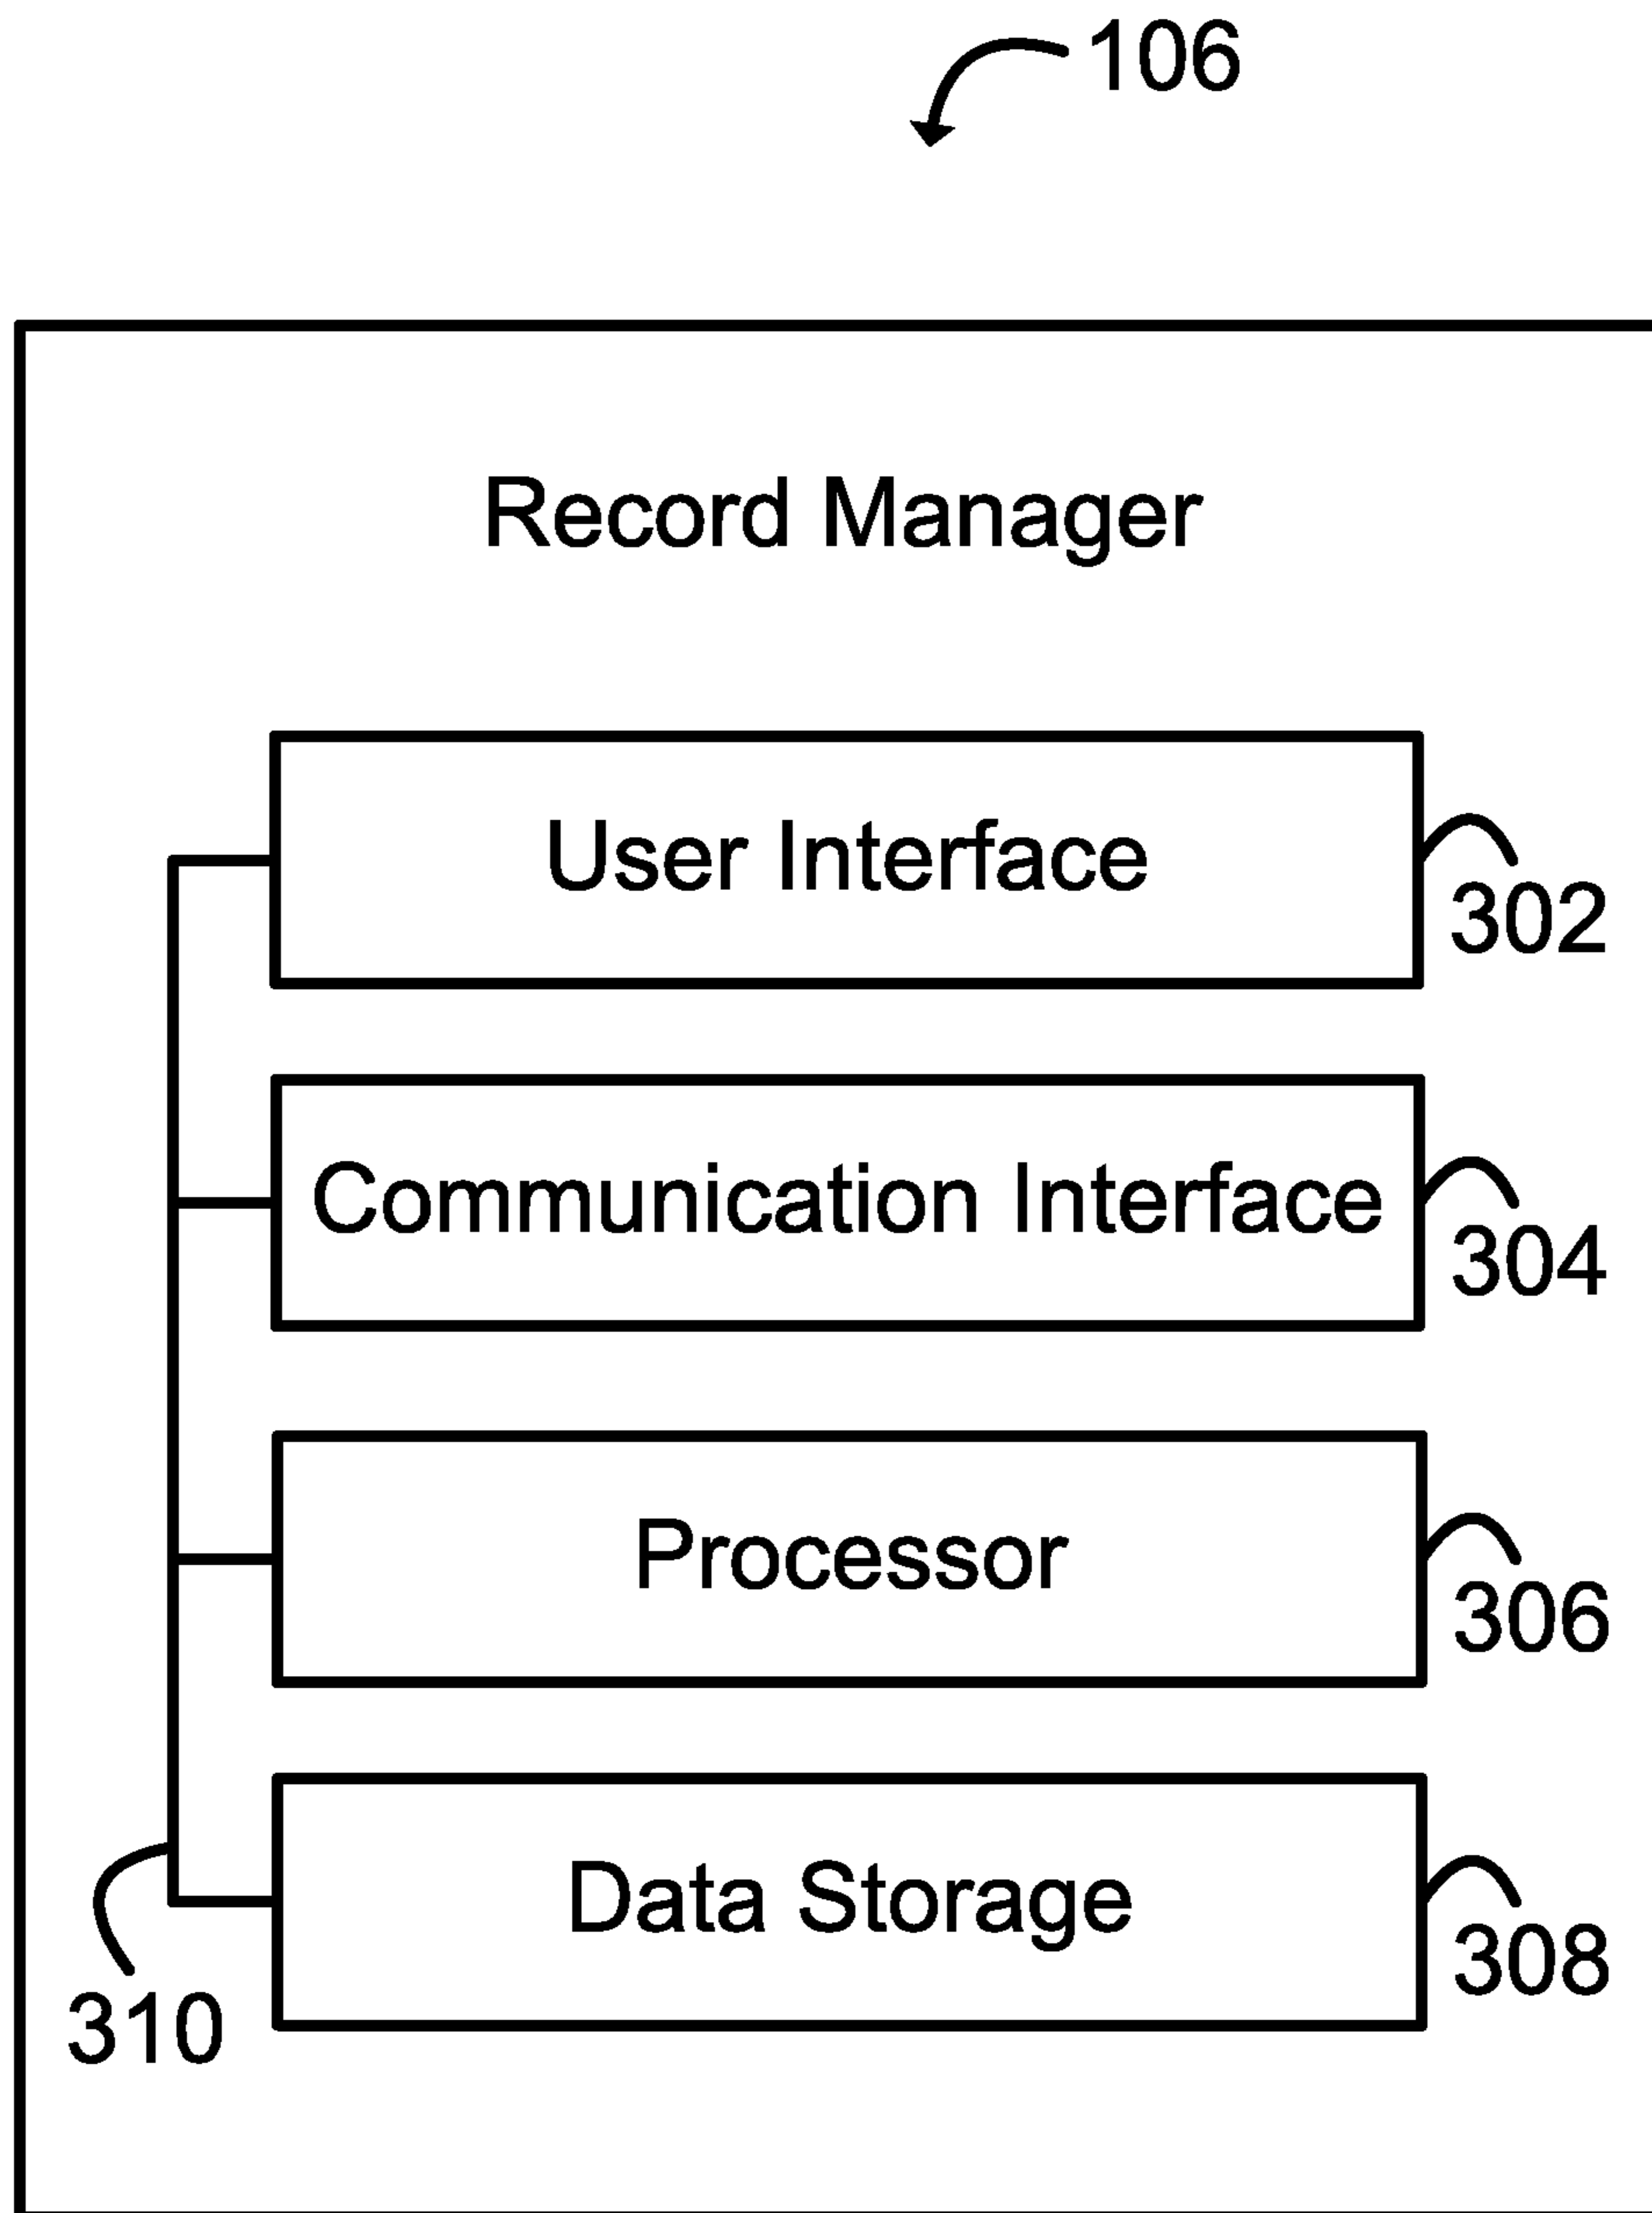 106
Record Manager
User Interface
302
Communication Interface
304
Processor
306
Data Storage
308
310